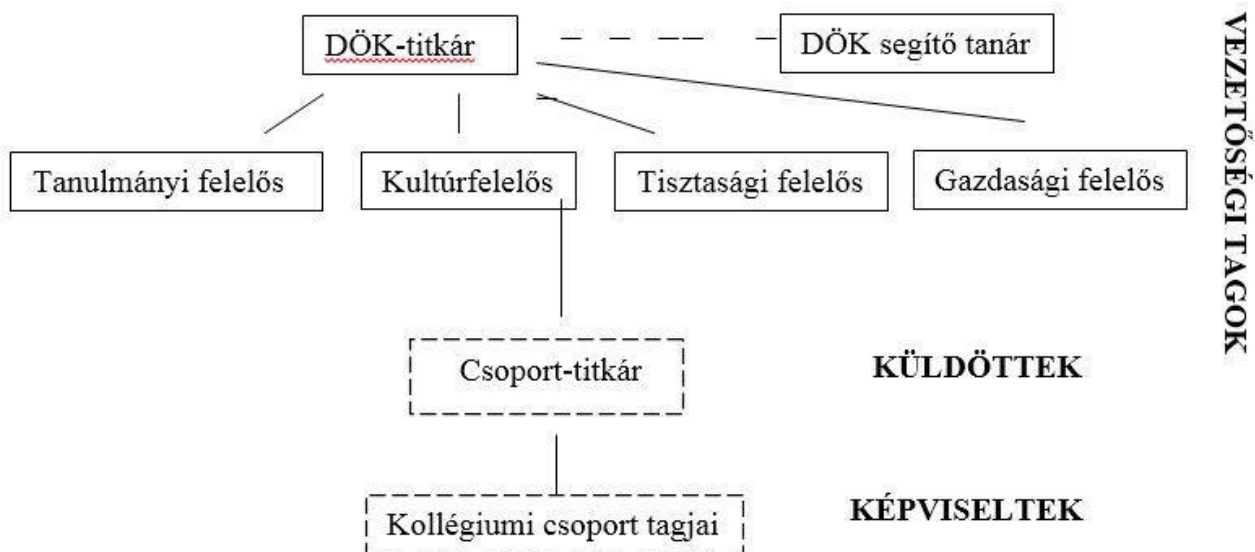 DÖK-titkár
DÖK segítő tanár
Tanulmányi felelős
Kultúrfelelős
Tisztasági felelős
Gazdasági felelős
VEZETŐSÉGI TAGOK
Csoport-titkár
KÜLDÖTTEK
Kollégiumi csoport tagjai
KÉPVISELTEK